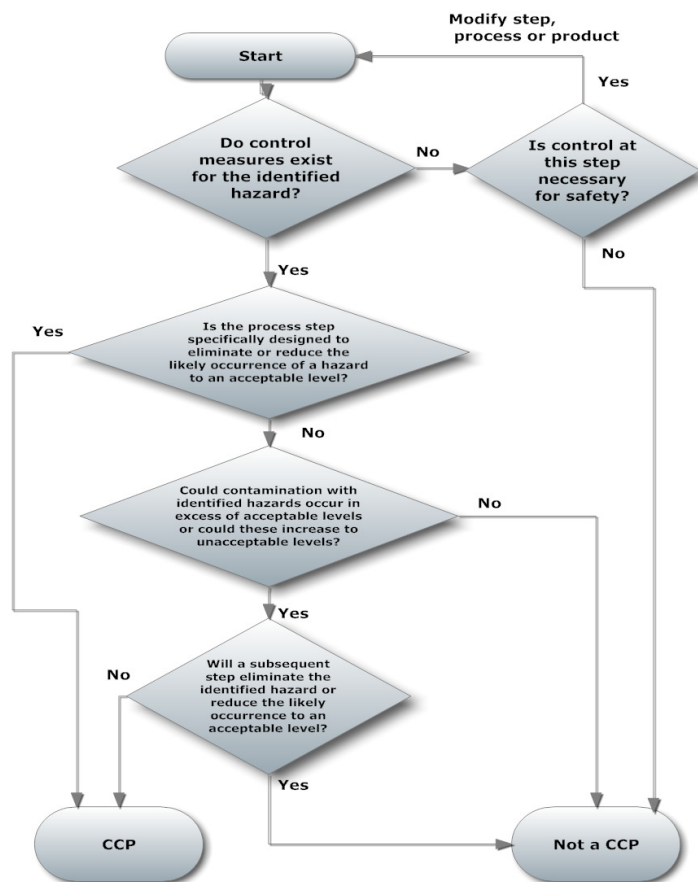 Modify step,
process or product
Start
Yes
Do control
measures exist
for the identified
hazard?
No
Is control at
this step
necessary
for safety?
No
Yes
Yes
Is the process step
specifically designed to
eliminate or reduce the
likely occurrence of a hazard
to an acceptable level?
No
Could contamination with
identified hazards occur in
excess of acceptable levels
or could these increase to
unacceptable levels?
No
Yes
No
Will a subsequent
step eliminate the
identified hazard or
reduce the likely
occurrence to an
acceptable level?
Yes
CCP
Not a CCP